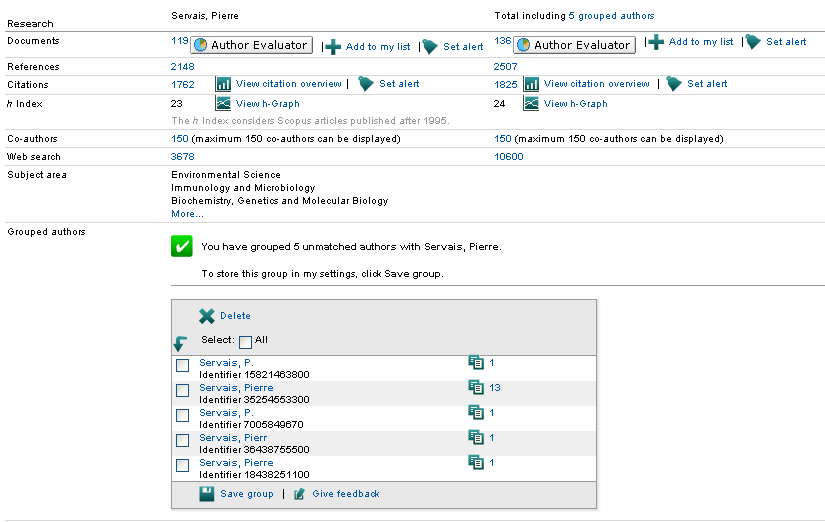 Research Servais, Pierre Total including 5 grouped authors
Documents 119 Author Evaluator | Add to my list | Set alert 136 Author Evaluator | Add to my list | Set alert
References 2148 2507
Citations 1762 View citation overview | Set alert 1825 View citation overview | Set alert
h Index 23 View h-Graph 24 View h-Graph
The h Index considers Scopus articles published after 1995.
Co-authors 150 (maximum 150 co-authors can be displayed) 150 (maximum 150 co-authors can be displayed)
Web search 3678 10600
Subject area Environmental Science
Immunology and Microbiology
Biochemistry, Genetics and Molecular Biology
More...
Grouped authors
You have grouped 5 unmatched authors with Servais, Pierre.
To store this group in my settings, click Save group.
Delete
Select: All
Servais, P. 1
Identifier 15821463800
Servais, Pierre 13
Identifier 35254553300
Servais, P. 1
Identifier 7005849670
Servais, Pierr 1
Identifier 36438755500
Servais, Pierre 1
Identifier 18438251100
Save group | Give feedback